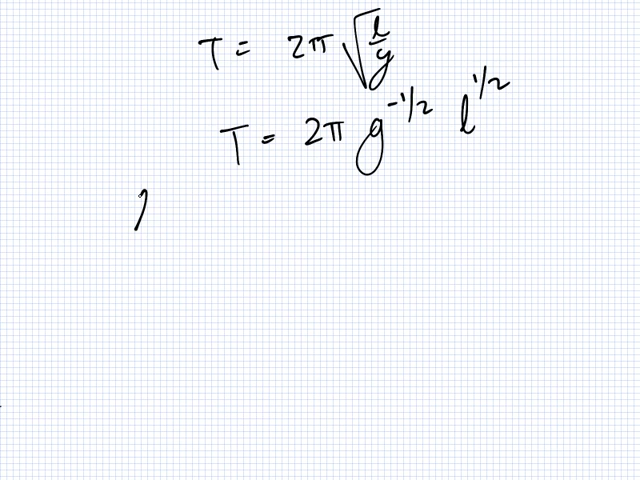 T = 2π √(l/g)
T = 2π g^(-1/2) l^(1/2)